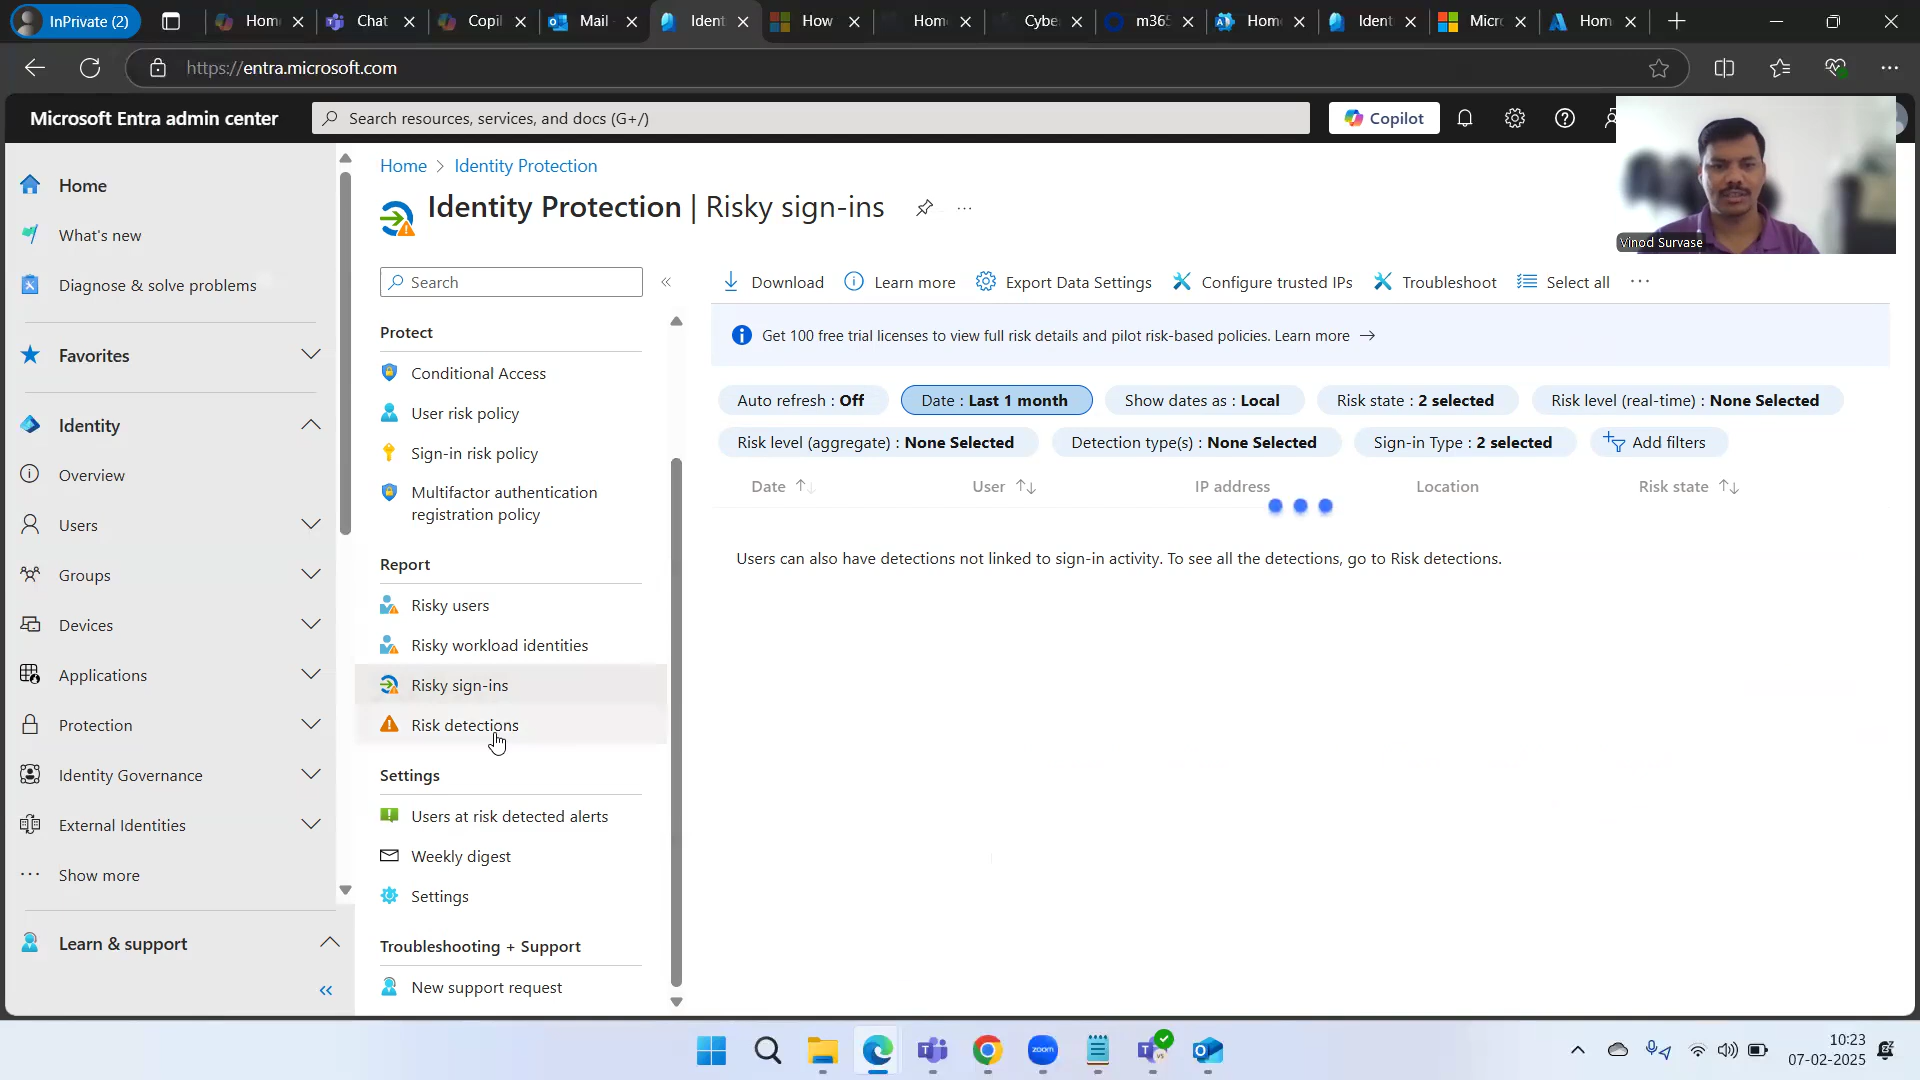 InPrivate (2)
Home
Chat
Copil
Mail -
Ident
How
Home
Cyber
m365
Home
Ident
Micro
Hom
https://entra.microsoft.com
Microsoft Entra admin center
Search resources, services, and docs (G+/)
Copilot
Vinod Survase
Home
What's new
Diagnose & solve problems
Favorites
Identity
Overview
Users
Groups
Devices
Applications
Protection
Identity Governance
External Identities
Show more
Learn & support
Home > Identity Protection
Identity Protection | Risky sign-ins
Search
Protect
Conditional Access
User risk policy
Sign-in risk policy
Multifactor authentication
registration policy
Report
Risky users
Risky workload identities
Risky sign-ins
Risk detections
Settings
Users at risk detected alerts
Weekly digest
Settings
Troubleshooting + Support
New support request
Download
Learn more
Export Data Settings
Configure trusted IPs
Troubleshoot
Select all
Get 100 free trial licenses to view full risk details and pilot risk-based policies. Learn more →
Auto refresh : Off
Date : Last 1 month
Show dates as : Local
Risk state : 2 selected
Risk level (real-time) : None Selected
Risk level (aggregate) : None Selected
Detection type(s) : None Selected
Sign-in Type : 2 selected
Add filters
Date
User
IP address
Location
Risk state
Users can also have detections not linked to sign-in activity. To see all the detections, go to Risk detections.
zoom
10:23
07-02-2025